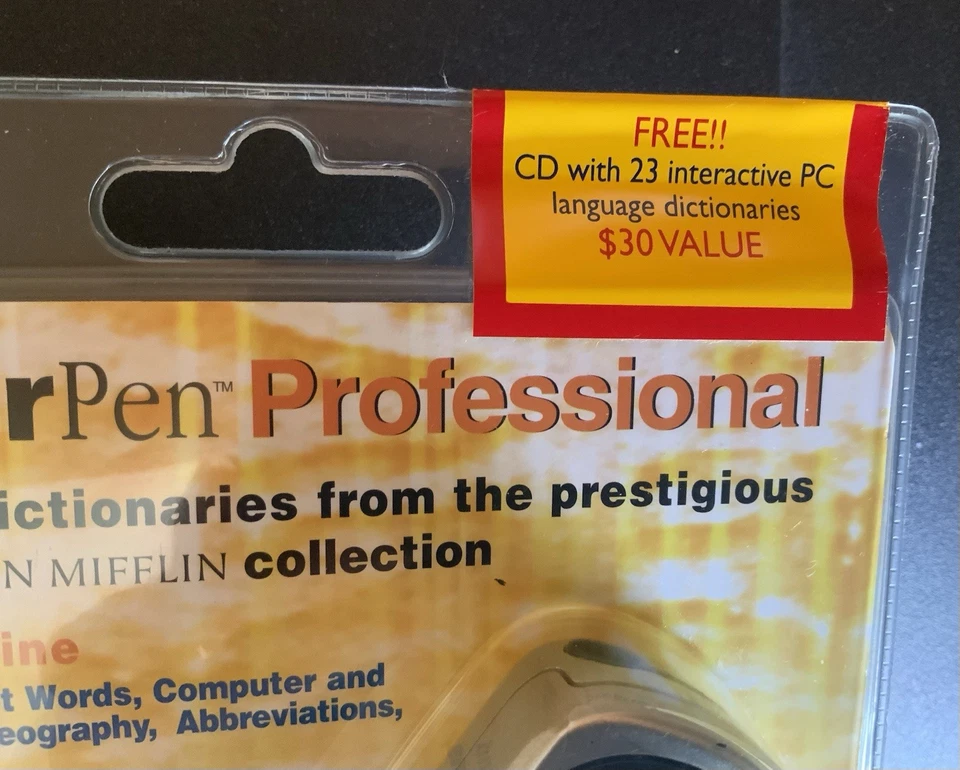 FREE!!
CD with 23 interactive PC
language dictionaries
$30 VALUE
rPen™ Professional
ictionaries from the prestigious
N MIFFLIN collection
ine
t Words, Computer and
eography, Abbreviations,